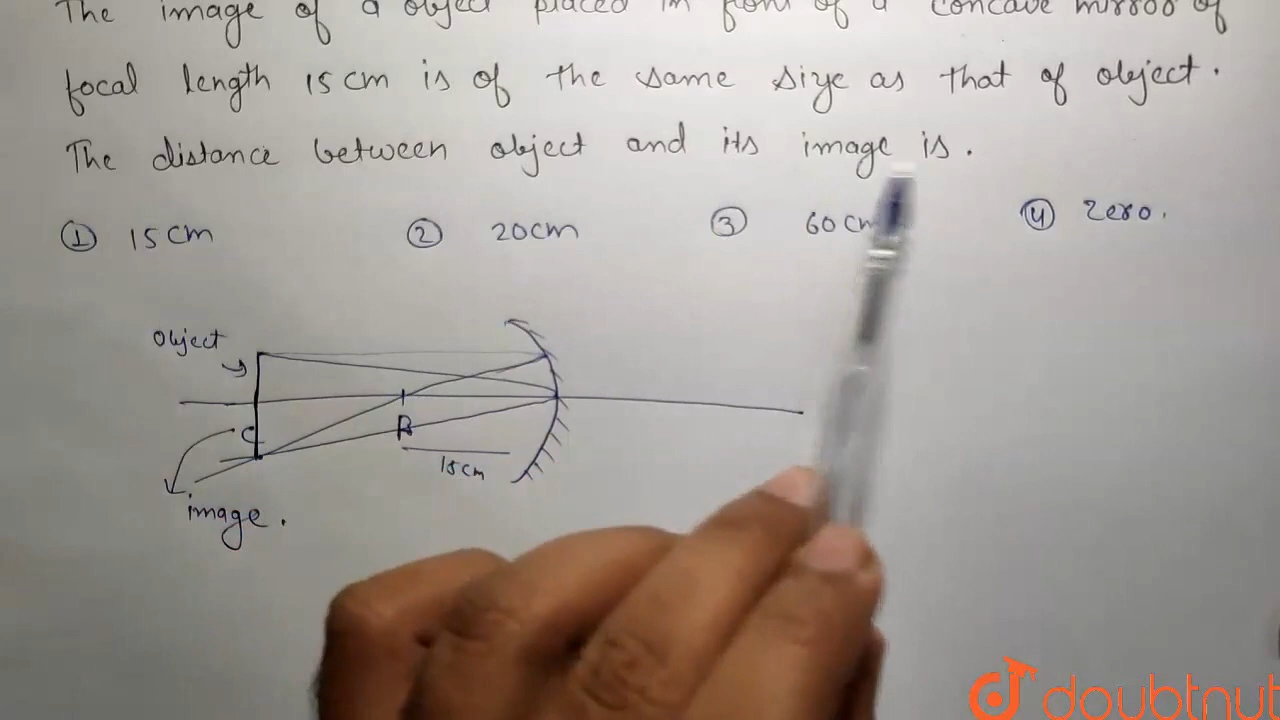 The image of a object placed in front of a concave mirror of
focal length 15 cm is of the same size as that of object.
The distance between object and its image is.
① 15 cm ② 20cm ③ 60 cm ④ Zero.
object
C
15cm
image.
doubtnut